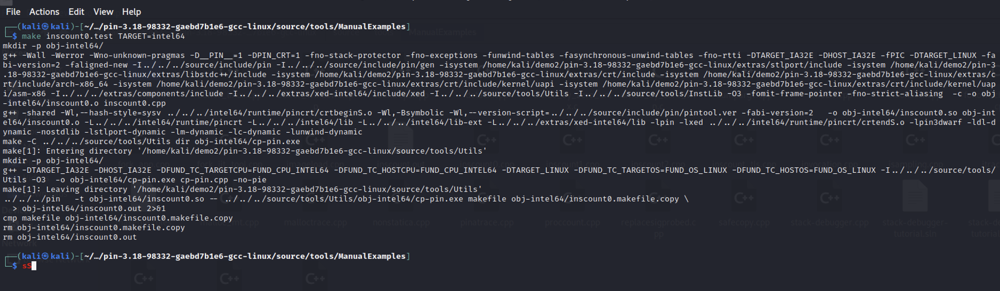 File Actions Edit View Help
┌──(kali㉿kali)-[~/…/pin-3.18-98332-gaebd7b1e6-gcc-linux/source/tools/ManualExamples]
└─$ make inscount0.test TARGET=intel64
mkdir -p obj-intel64/
g++ -Wall -Werror -Wno-unknown-pragmas -D__PIN__=1 -DPIN_CRT=1 -fno-stack-protector -fno-exceptions -funwind-tables -fasynchronous-unwind-tables -fno-rtti -DTARGET_IA32E -DHOST_IA32E -fPIC -DTARGET_LINUX -fa
bi-version=2 -faligned-new -I../../../source/include/pin -I../../../source/include/pin/gen -isystem /home/kali/demo2/pin-3.18-98332-gaebd7b1e6-gcc-linux/extras/stlport/include -isystem /home/kali/demo2/pin-3
.18-98332-gaebd7b1e6-gcc-linux/extras/libstdc++/include -isystem /home/kali/demo2/pin-3.18-98332-gaebd7b1e6-gcc-linux/extras/crt/include -isystem /home/kali/demo2/pin-3.18-98332-gaebd7b1e6-gcc-linux/extras/c
rt/include/arch-x86_64 -isystem /home/kali/demo2/pin-3.18-98332-gaebd7b1e6-gcc-linux/extras/crt/include/kernel/uapi -isystem /home/kali/demo2/pin-3.18-98332-gaebd7b1e6-gcc-linux/extras/crt/include/kernel/uap
i/asm-x86 -I../../../extras/components/include -I../../../extras/xed-intel64/include/xed -I../../../source/tools/Utils -I../../../source/tools/InstLib -O3 -fomit-frame-pointer -fno-strict-aliasing  -c -o obj
-intel64/inscount0.o inscount0.cpp
g++ -shared -Wl,--hash-style=sysv ../../../intel64/runtime/pincrt/crtbeginS.o -Wl,-Bsymbolic -Wl,--version-script=../../../source/include/pin/pintool.ver -fabi-version=2   -o obj-intel64/inscount0.so obj-int
el64/inscount0.o -L../../../intel64/runtime/pincrt -L../../../intel64/lib -L../../../intel64/lib-ext -L../../../extras/xed-intel64/lib -lpin -lxed ../../../intel64/runtime/pincrt/crtendS.o -lpin3dwarf -ldl-d
ynamic -nostdlib -lstlport-dynamic -lm-dynamic -lc-dynamic -lunwind-dynamic
make -C ../../../source/tools/Utils dir obj-intel64/cp-pin.exe
make[1]: Entering directory '/home/kali/demo2/pin-3.18-98332-gaebd7b1e6-gcc-linux/source/tools/Utils'
mkdir -p obj-intel64/
g++ -DTARGET_IA32E -DHOST_IA32E -DFUND_TC_TARGETCPU=FUND_CPU_INTEL64 -DFUND_TC_HOSTCPU=FUND_CPU_INTEL64 -DTARGET_LINUX -DFUND_TC_TARGETOS=FUND_OS_LINUX -DFUND_TC_HOSTOS=FUND_OS_LINUX -I../../../source/tools/
Utils -O3  -o obj-intel64/cp-pin.exe cp-pin.cpp -no-pie
make[1]: Leaving directory '/home/kali/demo2/pin-3.18-98332-gaebd7b1e6-gcc-linux/source/tools/Utils'
../../../pin   -t obj-intel64/inscount0.so -- ../../../source/tools/Utils/obj-intel64/cp-pin.exe makefile obj-intel64/inscount0.makefile.copy \
  > obj-intel64/inscount0.out 2>&1
cmp makefile obj-intel64/inscount0.makefile.copy
rm obj-intel64/inscount0.makefile.copy
rm obj-intel64/inscount0.out
┌──(kali㉿kali)-[~/…/pin-3.18-98332-gaebd7b1e6-gcc-linux/source/tools/ManualExamples]
└─$ sS